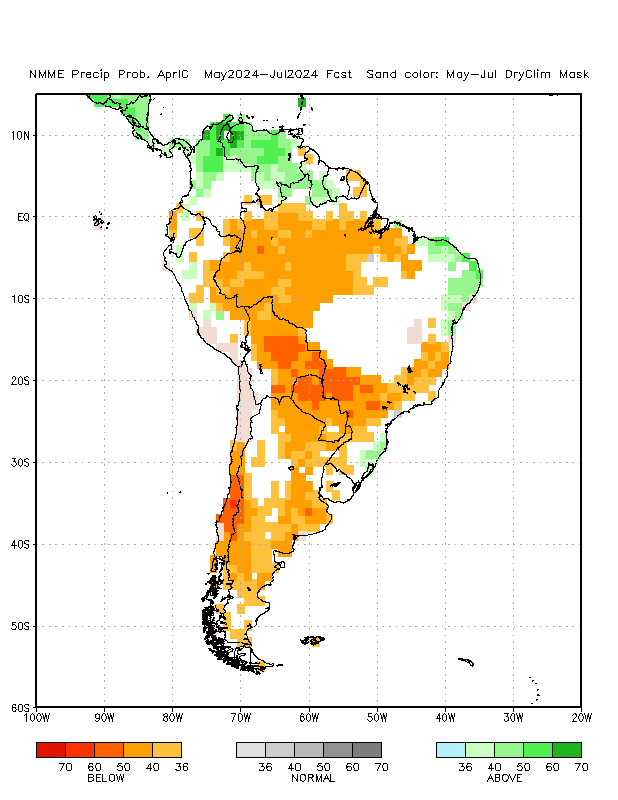 NMME Precip Prob. AprIC  May2024-Jul2024 Fcst  Sand color: May-Jul DryClim Mask
10N
EQ
10S
20S
30S
40S
50S
60S
100W 90W 80W 70W 60W 50W 40W 30W 20W
70 60 50 40 36
BELOW
36 40 50 60 70
NORMAL
36 40 50 60 70
ABOVE